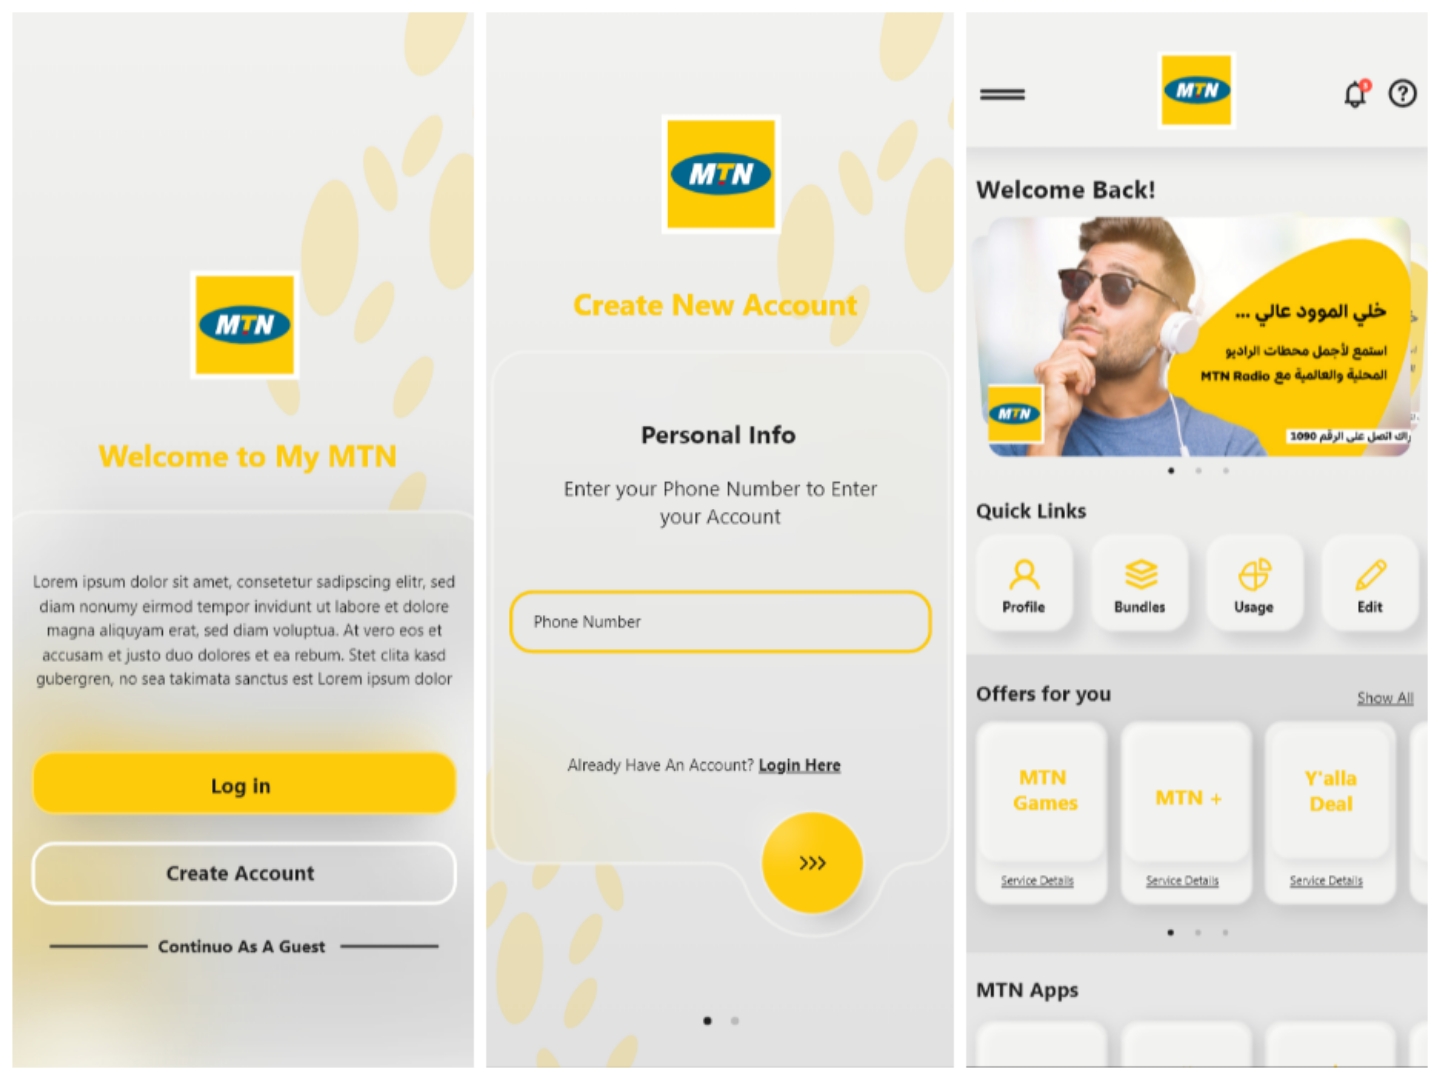 MTN
Welcome to My MTN
Lorem ipsum dolor sit amet, consetetur sadipscing elitr, sed
diam nonumy eirmod tempor invidunt ut labore et dolore
magna aliquyam erat, sed diam voluptua. At vero eos et
accusam et justo duo dolores et ea rebum. Stet clita kasd
gubergren, no sea takimata sanctus est Lorem ipsum dolor
Log in
Create Account
Continuo As A Guest
MTN
Create New Account
Personal Info
Enter your Phone Number to Enter
your Account
Phone Number
Already Have An Account? Login Here
>>>
MTN
Welcome Back!
خلي الموود عالي ...
استمع لأجمل محطات الراديو
المحلية والعالمية مع MTN Radio
MTN
اتصل على الرقم 1090
Quick Links
Profile
Bundles
Usage
Edit
Offers for you
Show All
MTN
Games
Service Details
MTN +
Service Details
Y'alla
Deal
Service Details
MTN Apps